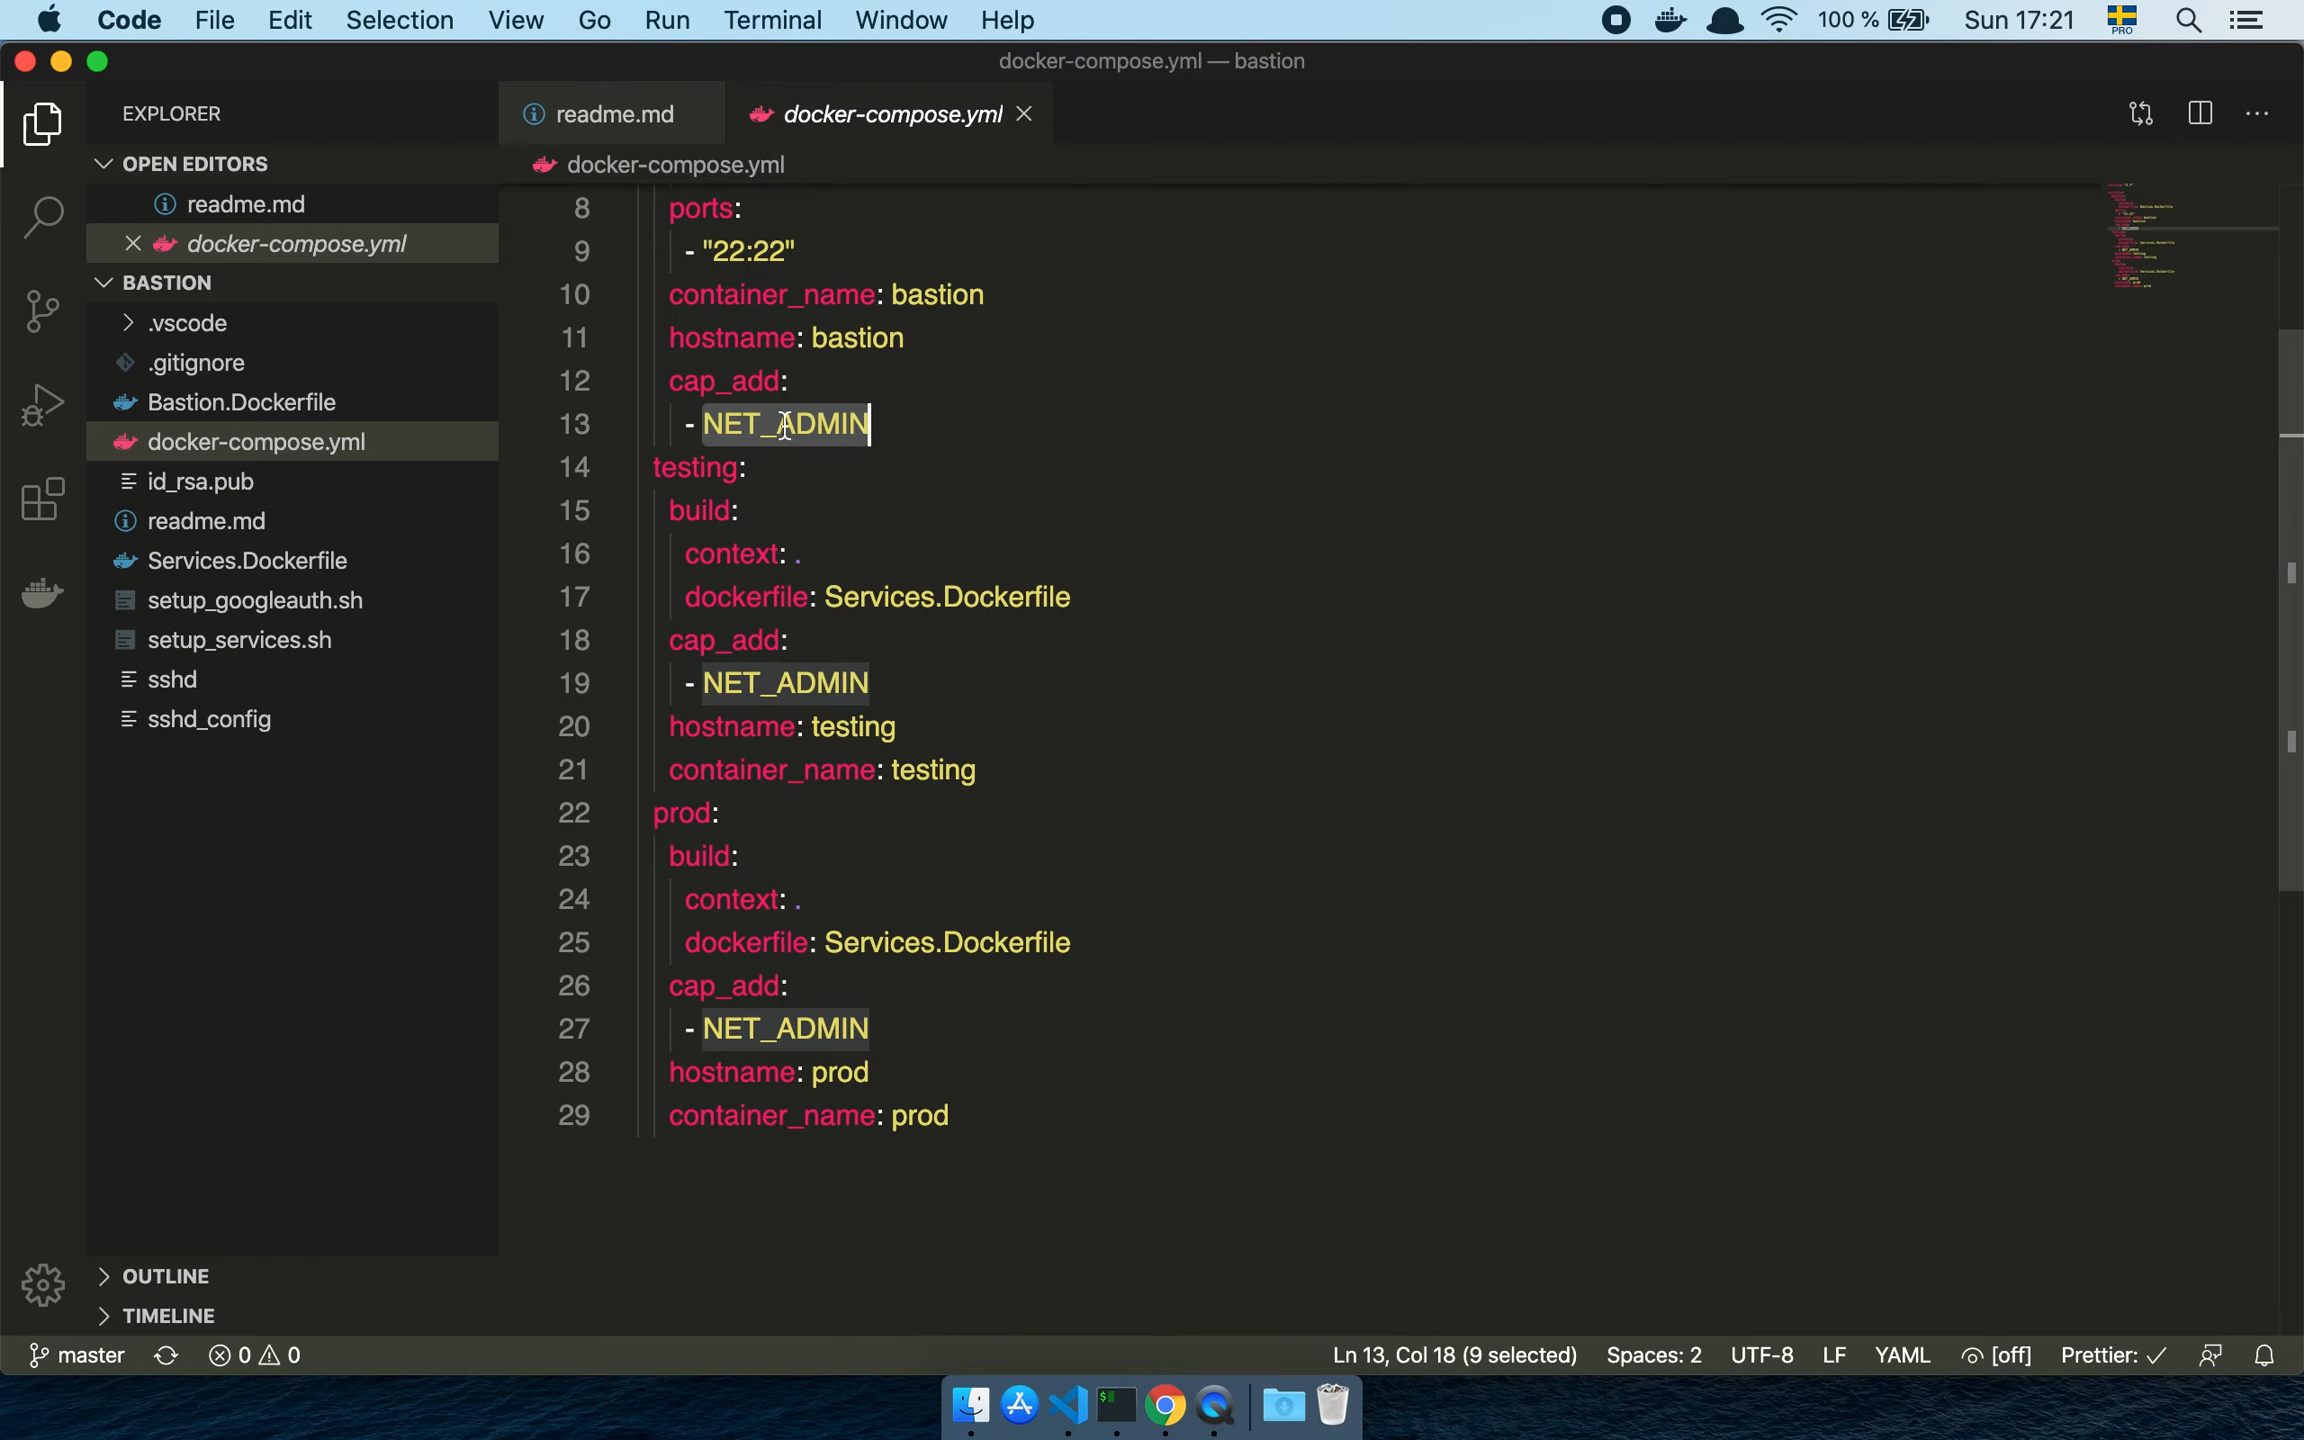 Code File Edit Selection View Go Run Terminal Window Help 100 % Sun 17:21 PRO
docker-compose.yml — bastion
EXPLORER
readme.md docker-compose.yml
OPEN EDITORS
docker-compose.yml
readme.md
docker-compose.yml
BASTION
.vscode
.gitignore
Bastion.Dockerfile
docker-compose.yml
id_rsa.pub
readme.md
Services.Dockerfile
setup_googleauth.sh
setup_services.sh
sshd
sshd_config
OUTLINE
TIMELINE
8 ports:
9 - "22:22"
10 container_name: bastion
11 hostname: bastion
12 cap_add:
13 - NET_ADMIN
14 testing:
15 build:
16 context: .
17 dockerfile: Services.Dockerfile
18 cap_add:
19 - NET_ADMIN
20 hostname: testing
21 container_name: testing
22 prod:
23 build:
24 context: .
25 dockerfile: Services.Dockerfile
26 cap_add:
27 - NET_ADMIN
28 hostname: prod
29 container_name: prod
master 0 0 Ln 13, Col 18 (9 selected) Spaces: 2 UTF-8 LF YAML [off] Prettier: ✓